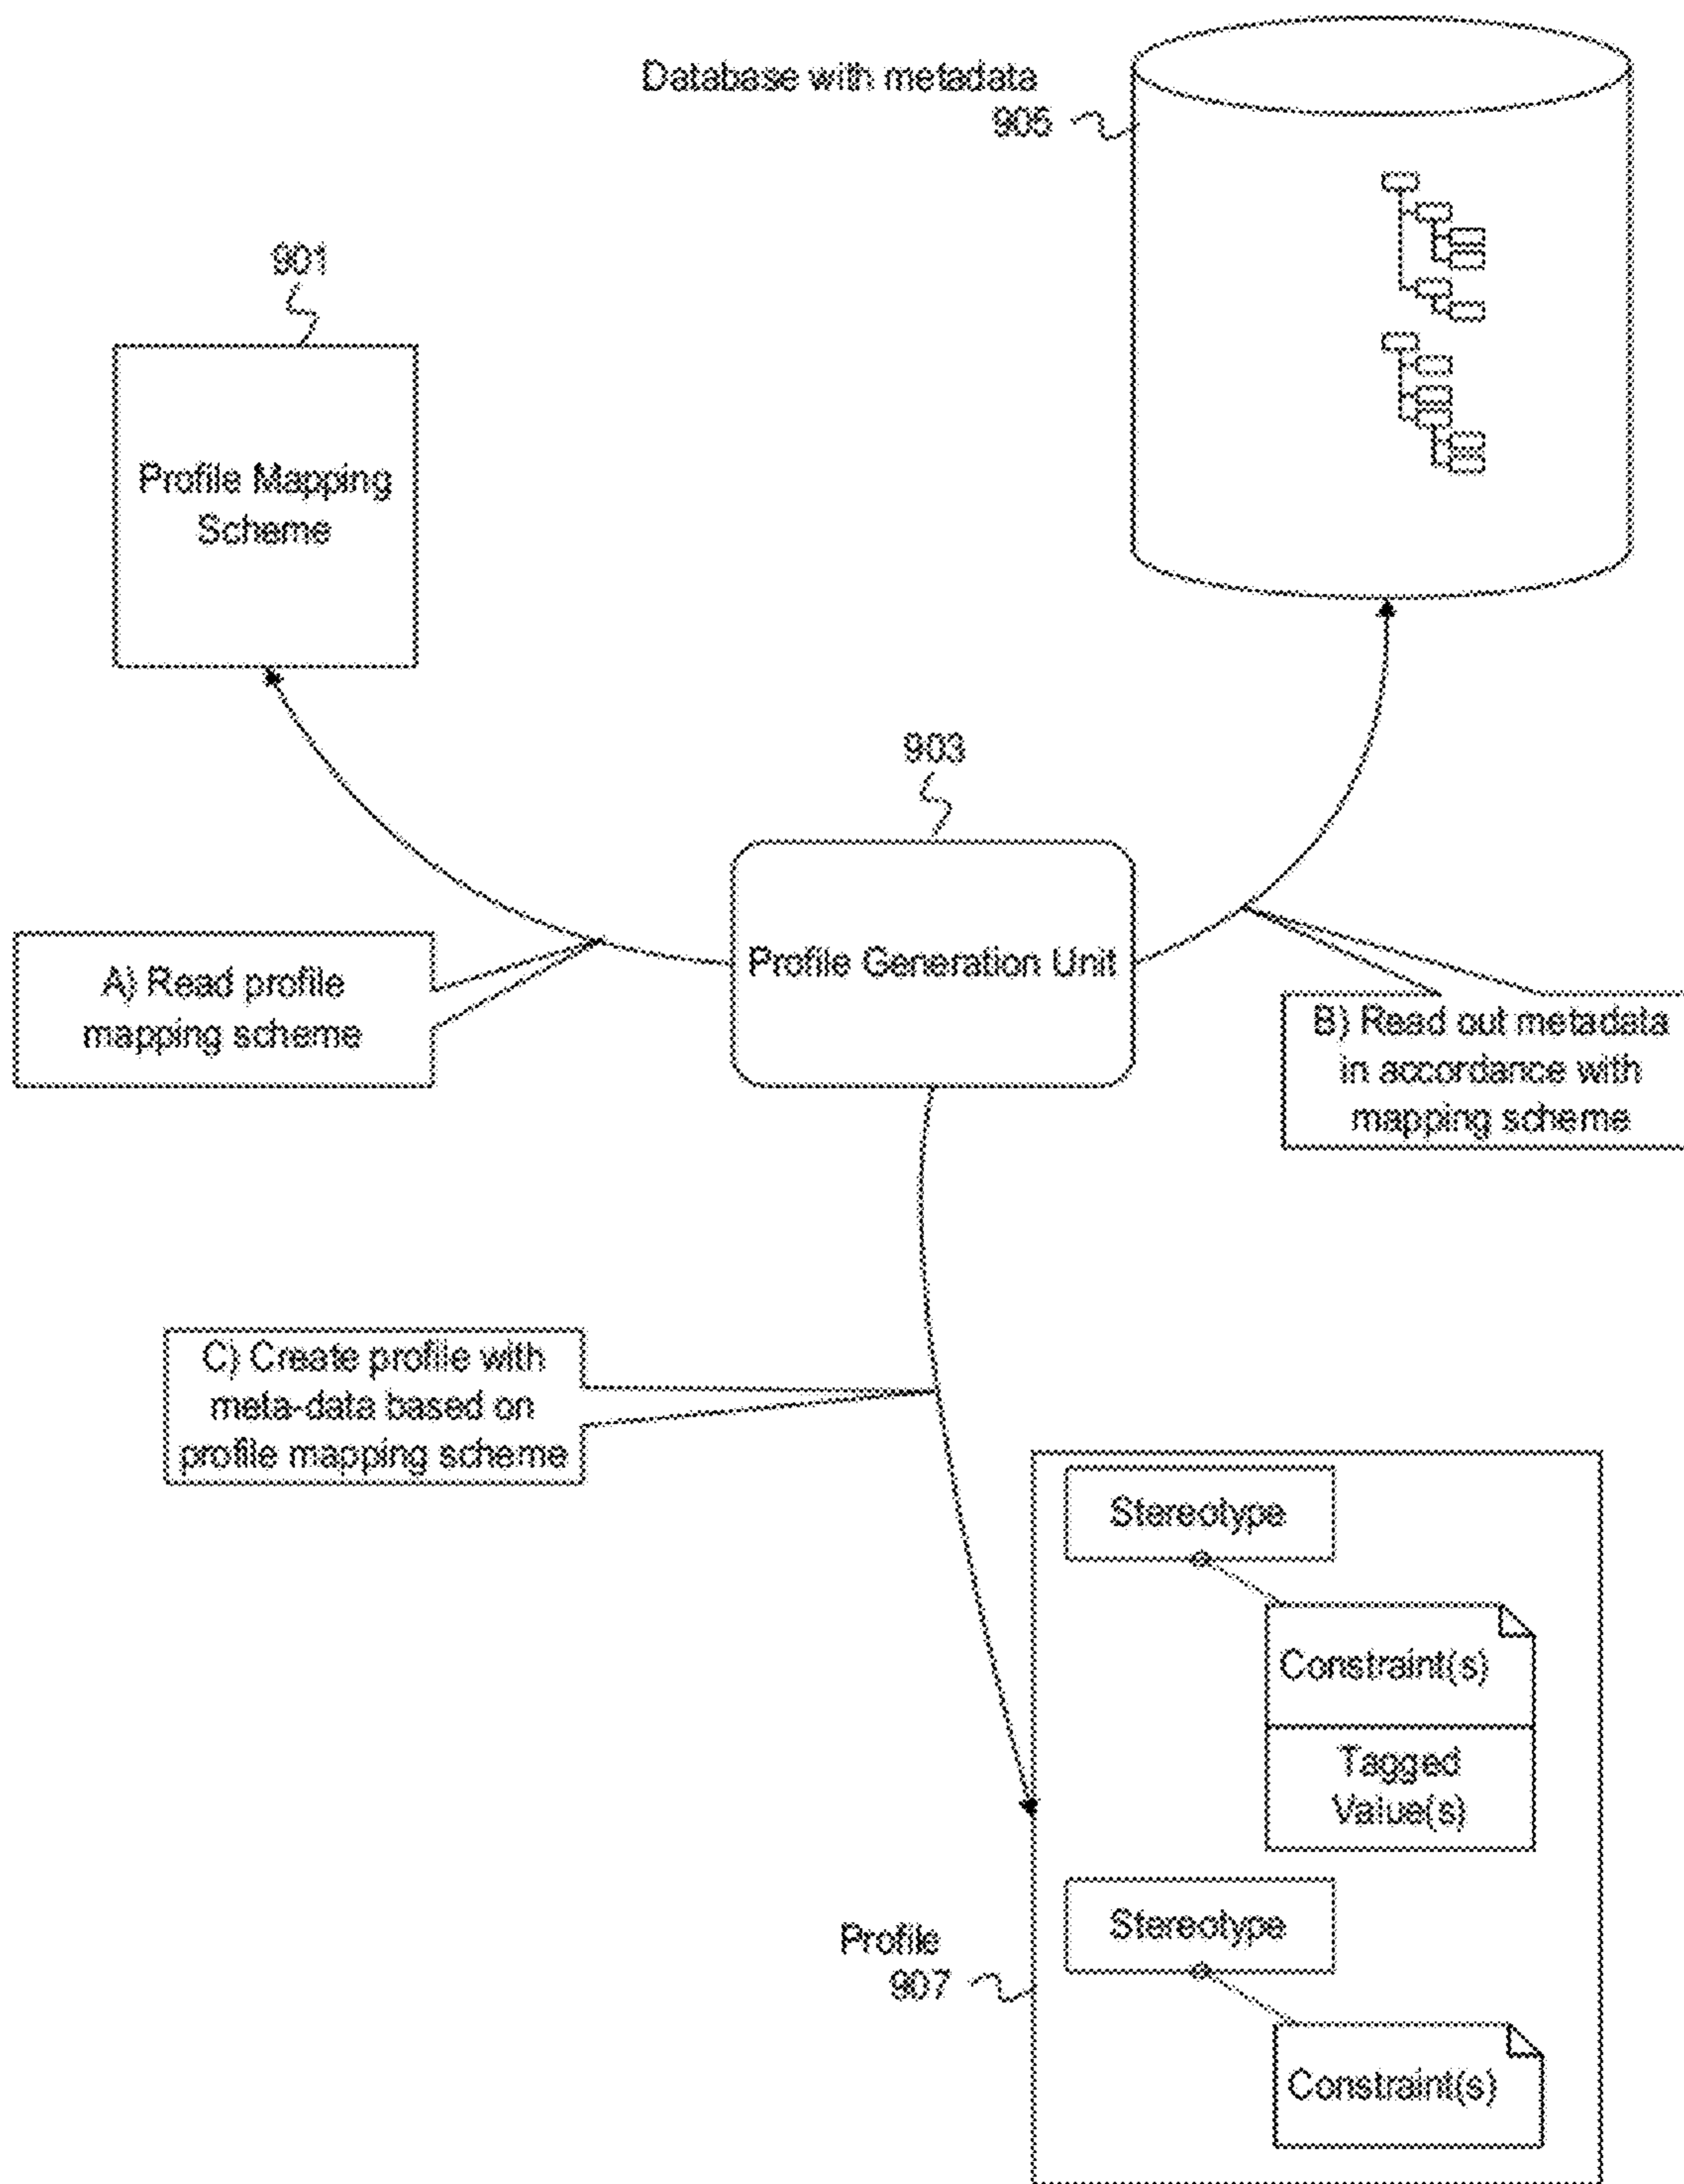 Database with metadata
905
901
Profile Mapping
Scheme
903
Profile Generation Unit
A) Read profile
mapping scheme
B) Read out metadata
in accordance with
mapping scheme
C) Create profile with
meta-data based on
profile mapping scheme
Stereotype
Constraint(s)
Tagged
Value(s)
Profile
907
Stereotype
Constraint(s)